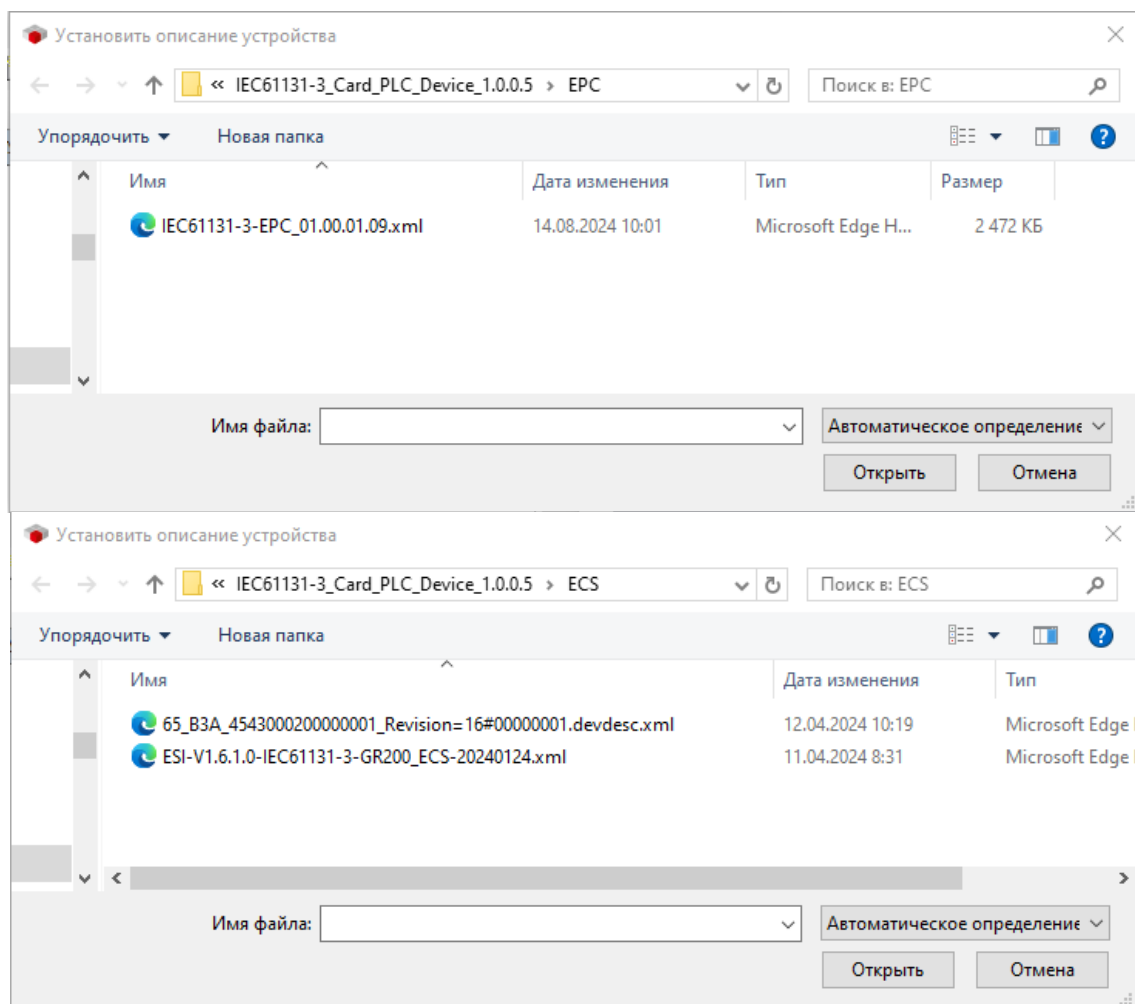 Установить описание устройства
« IEC61131-3_Card_PLC_Device_1.0.0.5 › EPC
Поиск в: EPC
Упорядочить
Новая папка
Имя
Дата изменения
Тип
Размер
IEC61131-3-EPC_01.00.01.09.xml
14.08.2024 10:01
Microsoft Edge H...
2 472 КБ
Имя файла:
Автоматическое определение
Открыть
Отмена
Установить описание устройства
« IEC61131-3_Card_PLC_Device_1.0.0.5 › ECS
Поиск в: ECS
Упорядочить
Новая папка
Имя
Дата изменения
Тип
65_B3A_4543000200000001_Revision=16#00000001.devdesc.xml
12.04.2024 10:19
Microsoft Edge
ESI-V1.6.1.0-IEC61131-3-GR200_ECS-20240124.xml
11.04.2024 8:31
Microsoft Edge
Имя файла:
Автоматическое определение
Открыть
Отмена